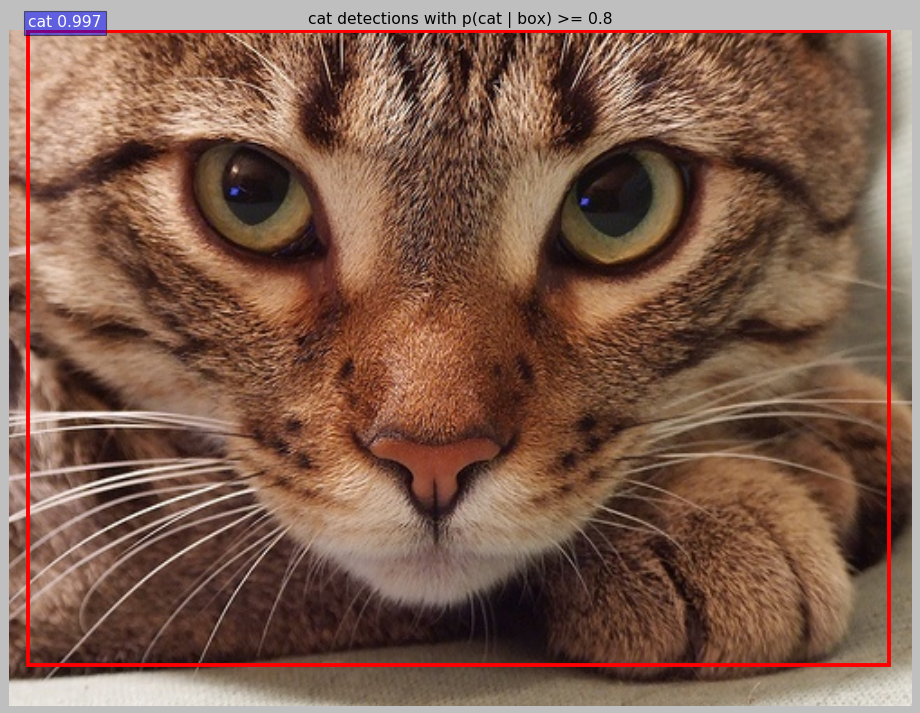 cat detections with p(cat | box) >= 0.8
cat 0.997